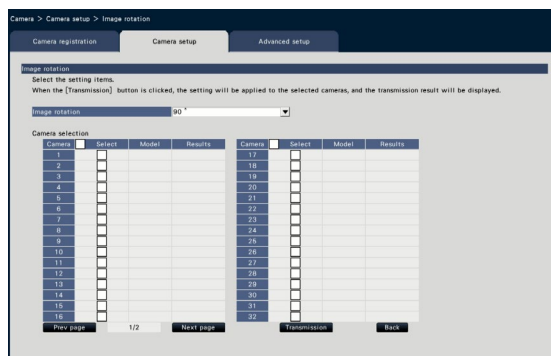 Camera > Camera setup > Image rotation
Camera registration
Camera setup
Advanced setup
Image rotation
Select the setting items.
When the [Transmission] button is clicked, the setting will be applied to the selected cameras, and the transmission result will be displayed.
Image rotation 90 °
Camera selection
Camera Select Model Results Camera Select Model Results
1 17
2 18
3 19
4 20
5 21
6 22
7 23
8 24
9 25
10 26
11 27
12 28
13 29
14 30
15 31
16 32
Prev page 1/2 Next page Transmission Back